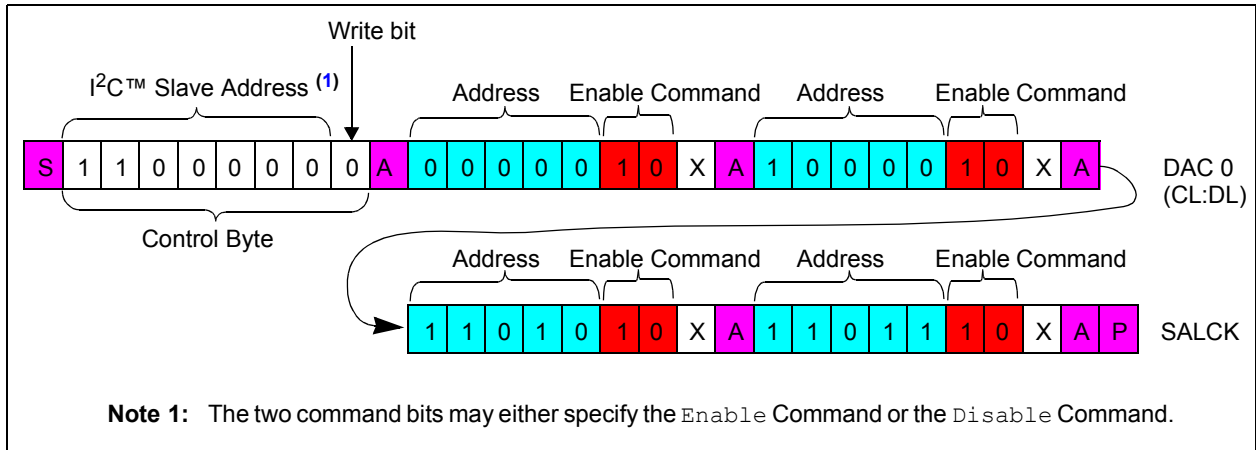 Write bit
I²C™ Slave Address (1)
Address Enable Command Address Enable Command
S 1 1 0 0 0 0 0 0 A 0 0 0 0 0 1 0 X A 1 0 0 0 0 1 0 X A DAC 0
(CL:DL)
Control Byte
Address Enable Command Address Enable Command
1 1 0 1 0 1 0 X A 1 1 0 1 1 1 0 X A P SALCK
Note 1: The two command bits may either specify the Enable Command or the Disable Command.